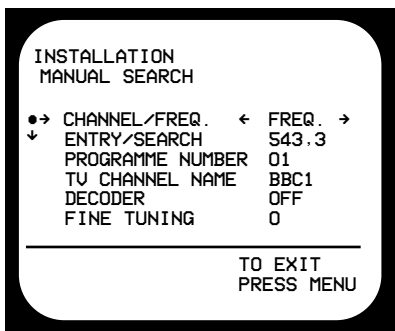 INSTALLATION
MANUAL SEARCH
●→ CHANNEL/FREQ. ← FREQ. →
↓ ENTRY/SEARCH 543,3
PROGRAMME NUMBER 01
TV CHANNEL NAME BBC1
DECODER OFF
FINE TUNING 0
TO EXIT
PRESS MENU